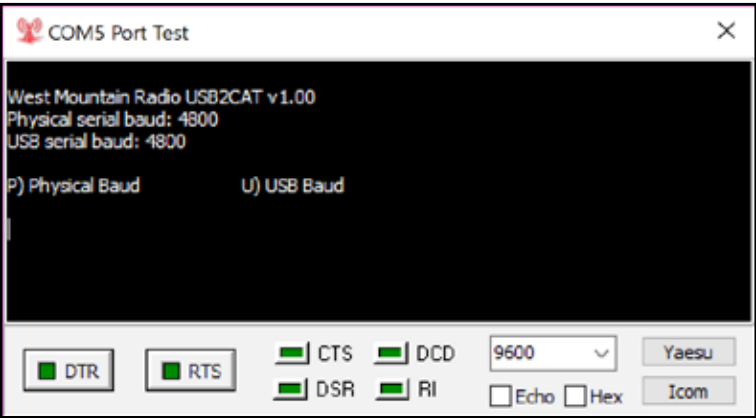 COM5 Port Test
West Mountain Radio USB2CAT v1.00
Physical serial baud: 4800
USB serial baud: 4800
P) Physical Baud U) USB Baud
DTR RTS CTS DCD 9600 Yaesu
DSR RI Echo Hex Icom